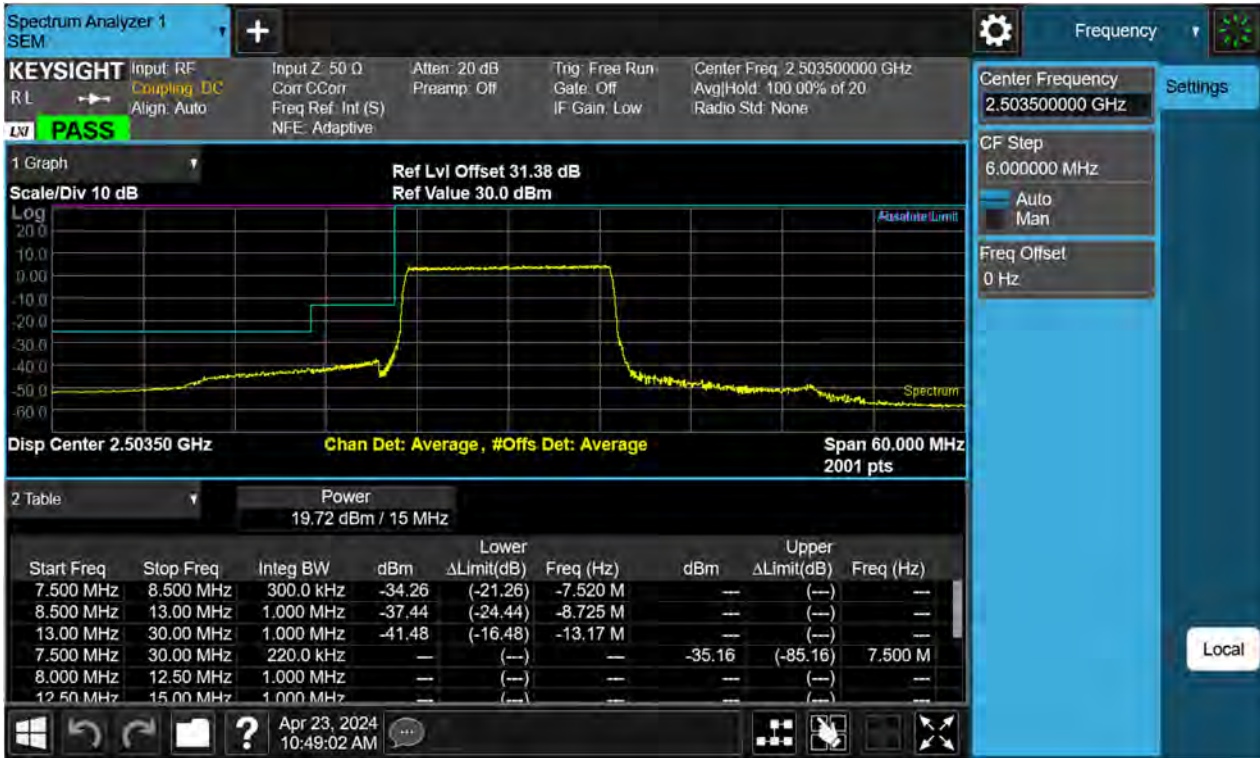 Spectrum Analyzer 1
SEM
+
Frequency
KEYSIGHT
R L
LXI
PASS
Input: RF
Coupling: DC
Align: Auto
Input Z: 50 Ω
Corr CCorr
Freq Ref: Int (S)
NFE: Adaptive
Atten: 20 dB
Preamp: Off
Trig: Free Run
Gate: Off
IF Gain: Low
Center Freq: 2.503500000 GHz
Avg|Hold: 100.00% of 20
Radio Std: None
Center Frequency
2.503500000 GHz
Settings
CF Step
6.000000 MHz
Auto
Man
Freq Offset
0 Hz
1 Graph
Scale/Div 10 dB
Ref Lvl Offset 31.38 dB
Ref Value 30.0 dBm
Log
Absolute Limit
20.0
10.0
0.00
-10.0
-20.0
-30.0
-40.0
-50.0
-60.0
Spectrum
Disp Center 2.50350 GHz
Chan Det: Average, #Offs Det: Average
Span 60.000 MHz
2001 pts
2 Table
Power
19.72 dBm / 15 MHz
Lower Upper
Start Freq Stop Freq Integ BW dBm ΔLimit(dB) Freq (Hz) dBm ΔLimit(dB) Freq (Hz)
7.500 MHz 8.500 MHz 300.0 kHz -34.26 (-21.26) -7.520 M --- (---) ---
8.500 MHz 13.00 MHz 1.000 MHz -37.44 (-24.44) -8.725 M --- (---) ---
13.00 MHz 30.00 MHz 1.000 MHz -41.48 (-16.48) -13.17 M --- (---) ---
7.500 MHz 30.00 MHz 220.0 kHz --- (---) --- -35.16 (-85.16) 7.500 M
8.000 MHz 12.50 MHz 1.000 MHz --- (---) --- --- (---) ---
12.50 MHz 15.00 MHz 1.000 MHz --- (---) --- --- (---) ---
Local
?
Apr 23, 2024
10:49:02 AM